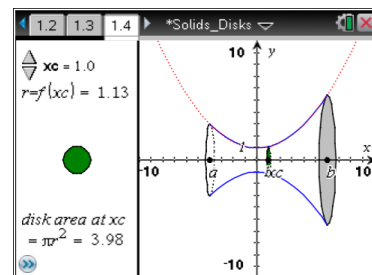 1.2 1.3 1.4 *Solids_Disks
xc = 1.0
r=f(xc) = 1.13
disk area at xc
= πr² = 3.98
10 y
1
x
-10 a xc b 10
-10